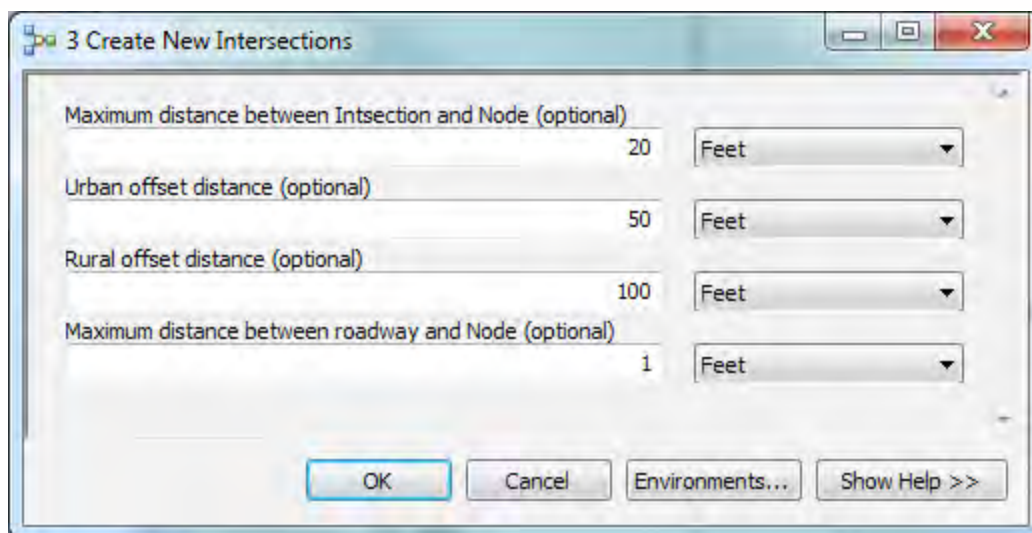 3 Create New Intersections
Maximum distance between Intsection and Node (optional)
20 Feet
Urban offset distance (optional)
50 Feet
Rural offset distance (optional)
100 Feet
Maximum distance between roadway and Node (optional)
1 Feet
OK Cancel Environments... Show Help >>